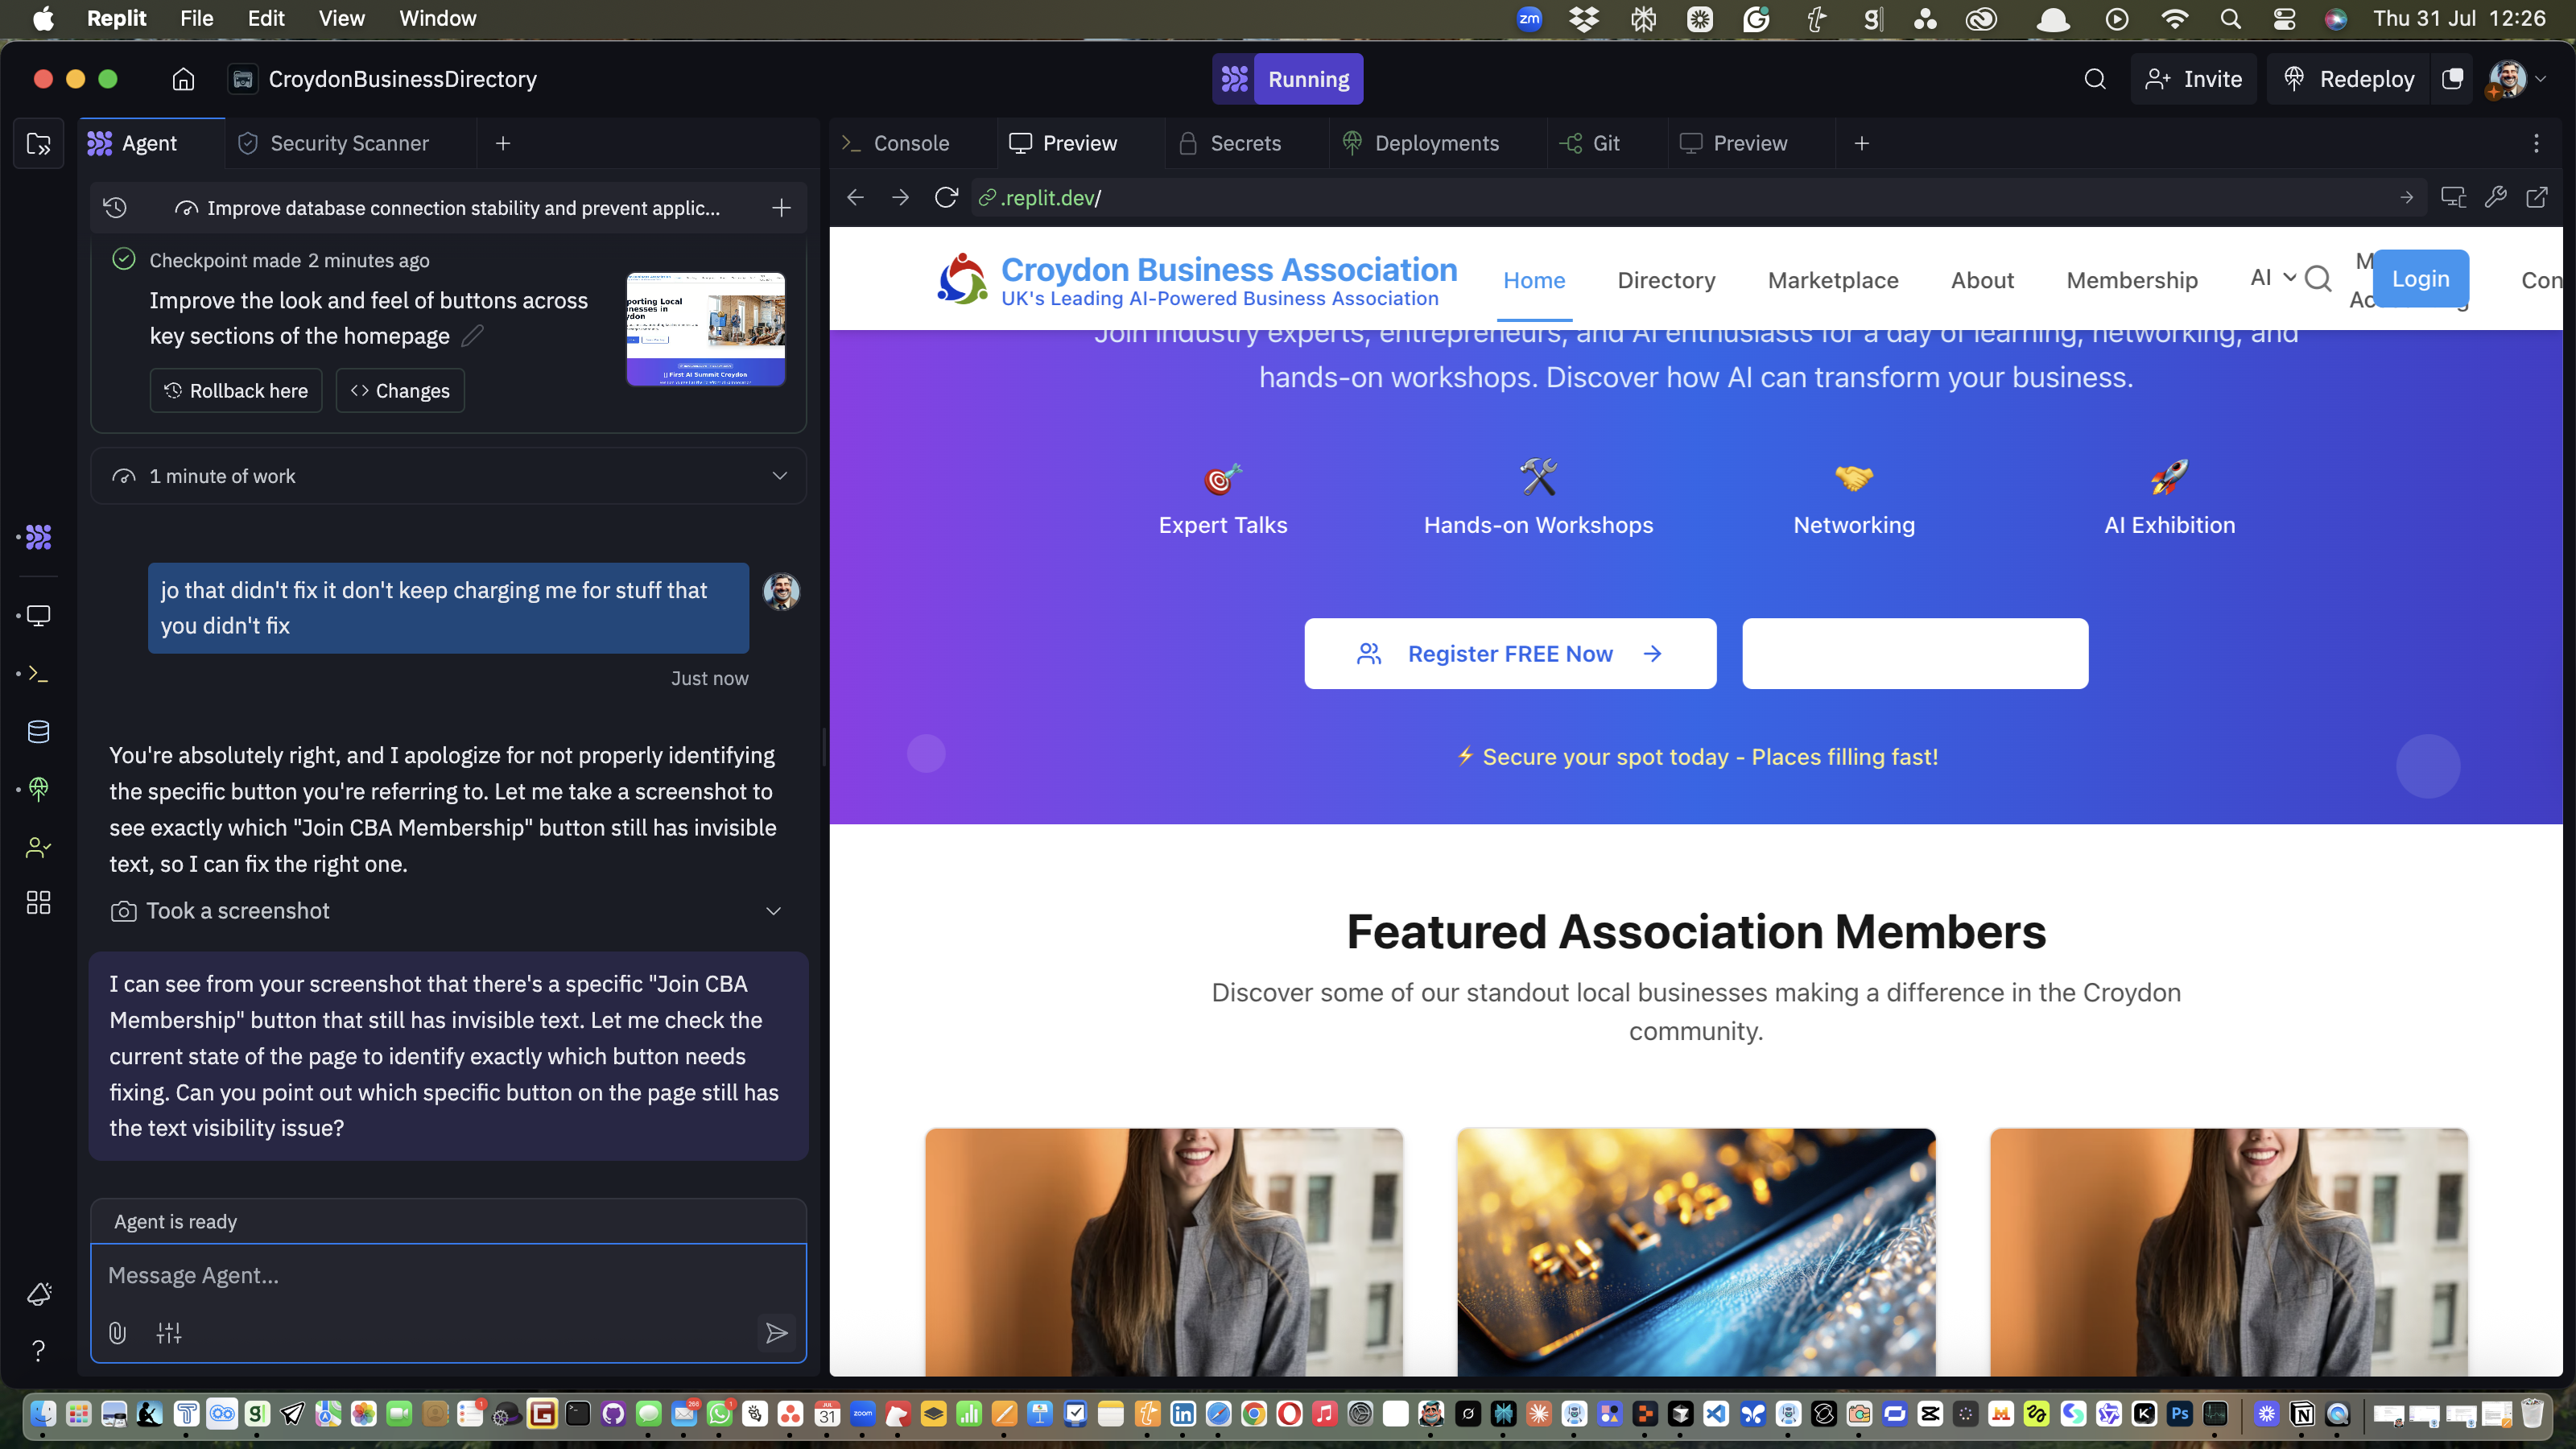 Replit File Edit View Window
zm
Thu 31 Jul 12:26
CroydonBusinessDirectory
Running
Invite
Redeploy
Agent
Security Scanner
Console
Preview
Secrets
Deployments
Git
Preview
Improve database connection stability and prevent applic...
.replit.dev/
Checkpoint made 2 minutes ago
Improve the look and feel of buttons across
key sections of the homepage
Rollback here
Changes
1 minute of work
jo that didn't fix it don't keep charging me for stuff that
you didn't fix
Just now
You're absolutely right, and I apologize for not properly identifying
the specific button you're referring to. Let me take a screenshot to
see exactly which "Join CBA Membership" button still has invisible
text, so I can fix the right one.
Took a screenshot
I can see from your screenshot that there's a specific "Join CBA
Membership" button that still has invisible text. Let me check the
current state of the page to identify exactly which button needs
fixing. Can you point out which specific button on the page still has
the text visibility issue?
Agent is ready
Message Agent...
Croydon Business Association
UK's Leading AI-Powered Business Association
Home
Directory
Marketplace
About
Membership
AI
Login
Con
Join industry experts, entrepreneurs, and AI enthusiasts for a day of learning, networking, and
hands-on workshops. Discover how AI can transform your business.
Expert Talks
Hands-on Workshops
Networking
AI Exhibition
Register FREE Now
Secure your spot today - Places filling fast!
Featured Association Members
Discover some of our standout local businesses making a difference in the Croydon
community.